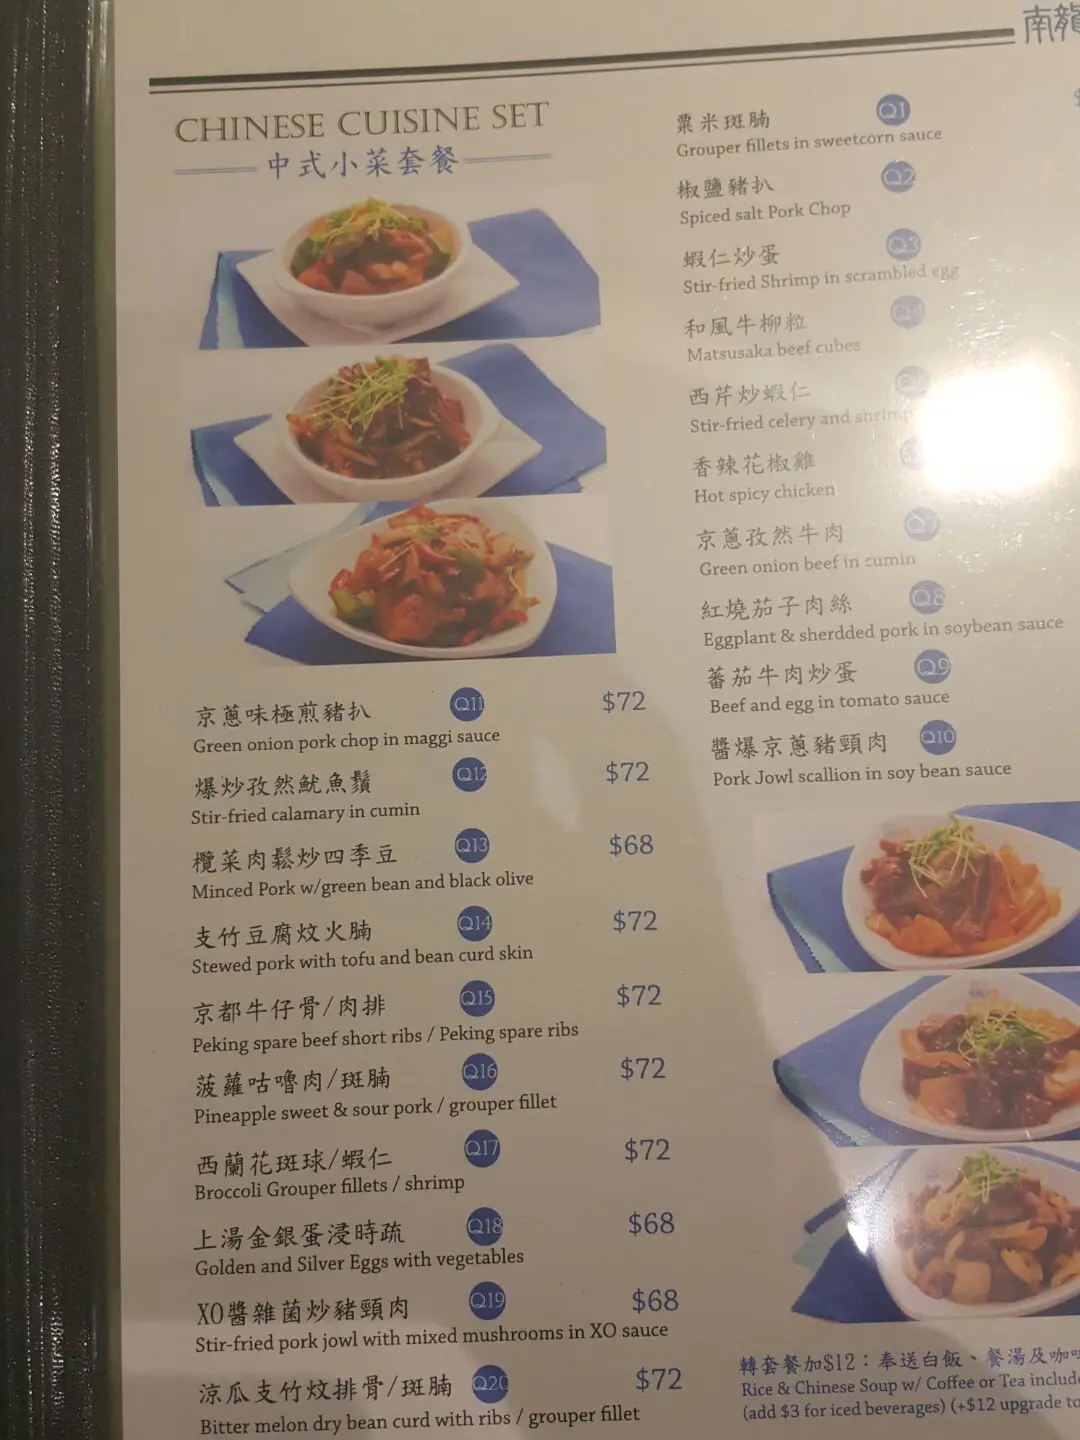 南龍
CHINESE CUISINE SET
中式小菜套餐
粟米斑腩 Q1
Grouper fillets in sweetcorn sauce
椒鹽豬扒 Q2
Spiced salt Pork Chop
蝦仁炒蛋 Q3
Stir-fried Shrimp in scrambled egg
和風牛柳粒 Q4
Matsusaka beef cubes
西芹炒蝦仁
Stir-fried celery and shrimp
香辣花椒雞
Hot spicy chicken
京蔥孜然牛肉 Q7
Green onion beef in cumin
紅燒茄子肉絲 Q8
Eggplant & sherdded pork in soybean sauce
蕃茄牛肉炒蛋 Q9
Beef and egg in tomato sauce
醬爆京蔥豬頸肉 Q10
Pork Jowl scallion in soy bean sauce
京蔥味極煎豬扒 Q11 $72
Green onion pork chop in maggi sauce
爆炒孜然魷魚鬚 Q12 $72
Stir-fried calamary in cumin
欖菜肉鬆炒四季豆 Q13 $68
Minced Pork w/green bean and black olive
支竹豆腐炆火腩 Q14 $72
Stewed pork with tofu and bean curd skin
京都牛仔骨/肉排 Q15 $72
Peking spare beef short ribs / Peking spare ribs
菠蘿咕嚕肉/斑腩 Q16 $72
Pineapple sweet & sour pork / grouper fillet
西蘭花斑球/蝦仁 Q17 $72
Broccoli Grouper fillets / shrimp
上湯金銀蛋浸時疏 Q18 $68
Golden and Silver Eggs with vegetables
XO醬雜菌炒豬頸肉 Q19 $68
Stir-fried pork jowl with mixed mushrooms in XO sauce
涼瓜支竹炆排骨/斑腩 Q20 $72
Bitter melon dry bean curd with ribs / grouper fillet
轉套餐加$12：奉送白飯、餐湯及咖
Rice & Chinese Soup w/ Coffee or Tea include
(add $3 for iced beverages) (+$12 upgrade to